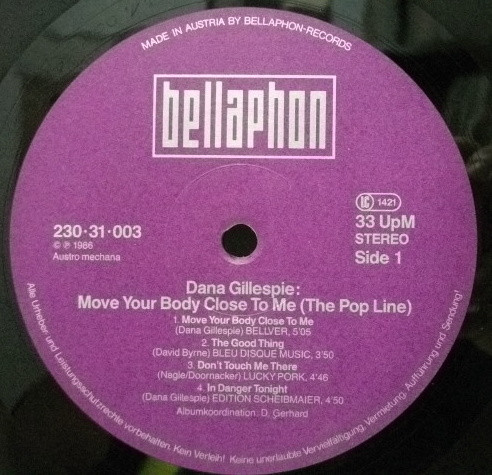 MADE IN AUSTRIA BY BELLAPHON-RECORDS
bellaphon
LC 1421
230·31·003
33 UpM
© ℗ 1986
STEREO
Austro mechana
Side 1
Dana Gillespie:
Move Your Body Close To Me (The Pop Line)
1. Move Your Body Close To Me
(Dana Gillespie) BELLVER, 5'05
2. The Good Thing
(David Byrne) BLEU DISQUE MUSIC, 3'50
3. Don't Touch Me There
(Nagle/Doornacker) LUCKY PORK, 4'46
4. In Danger Tonight
(Dana Gillespie) EDITION SCHEIBMAIER, 4'50
Albumkoordination: D. Gerhard
Alle Urheber und Leistungsschutzrechte vorbehalten. Kein Verleih! Keine unerlaubte Vervielfältigung, Vermietung, Aufführung und Sendung!